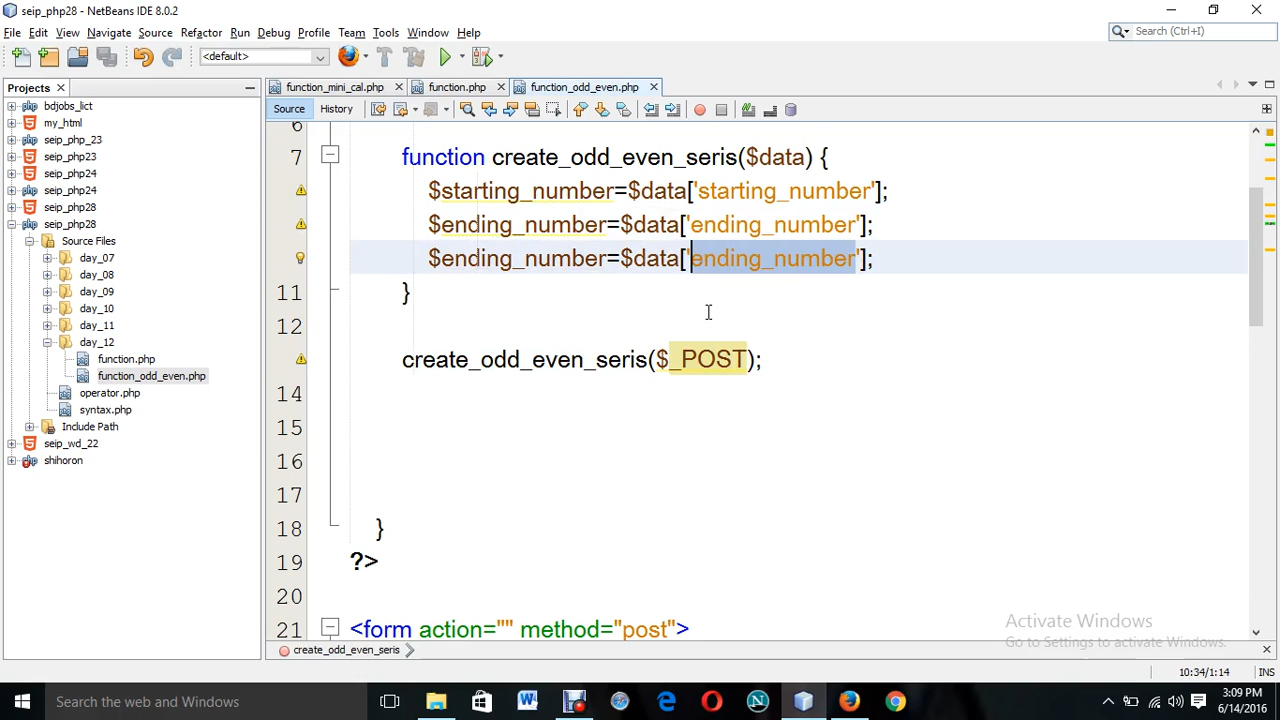 seip_php28 - NetBeans IDE 8.0.2
File Edit View Navigate Source Refactor Run Debug Profile Team Tools Window Help
Search (Ctrl+I)
<default>
Projects
function_mini_cal.php
function.php
function_odd_even.php
Source History
bdjobs_lict
my_html
seip_php_23
seip_php23
seip_php24
seip_php24
seip_php28
seip_php28
Source Files
day_07
day_08
day_09
day_10
day_11
day_12
function.php
function_odd_even.php
operator.php
syntax.php
Include Path
seip_wd_22
shihoron
6
7 function create_odd_even_seris($data) {
$starting_number=$data['starting_number'];
$ending_number=$data['ending_number'];
$ending_number=$data['ending_number'];
11 }
12
create_odd_even_seris($_POST);
14
15
16
17
18 }
19 ?>
20
21 <form action="" method="post">
Activate Windows
Go to Settings to activate Windows.
create_odd_even_seris
10:34/1:14 INS
Search the web and Windows
3:09 PM
6/14/2016